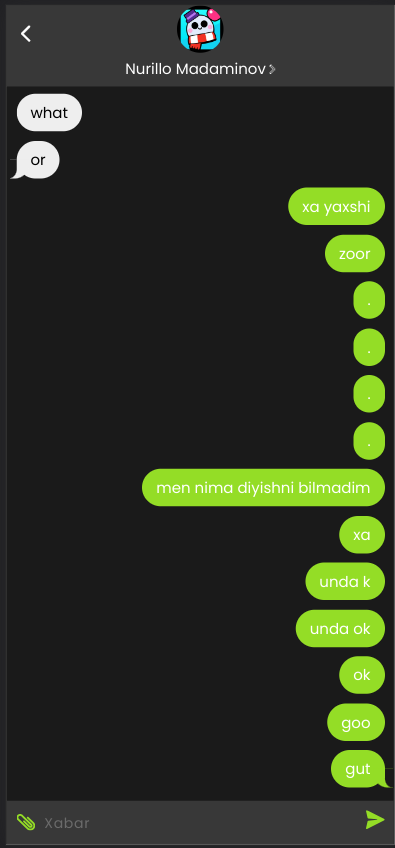 Nurillo Madaminov
what
or
xa yaxshi
zoor
.
.
.
.
men nima diyishni bilmadim
xa
unda k
unda ok
ok
goo
gut
Xabar